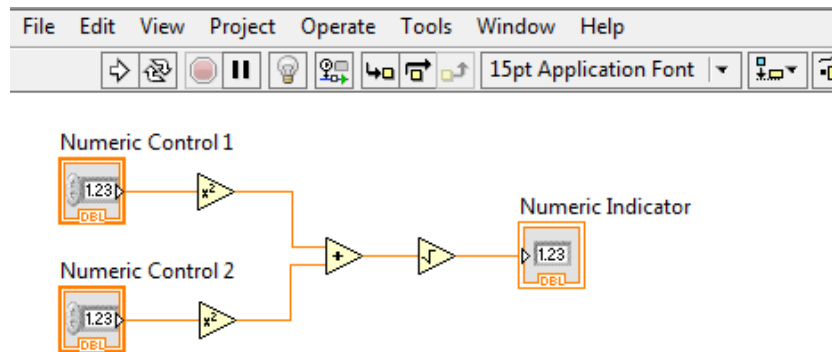 File Edit View Project Operate Tools Window Help
15pt Application Font
Numeric Control 1
1.23
DBL
x²
Numeric Indicator
+
√
1.23
DBL
Numeric Control 2
1.23
DBL
x²